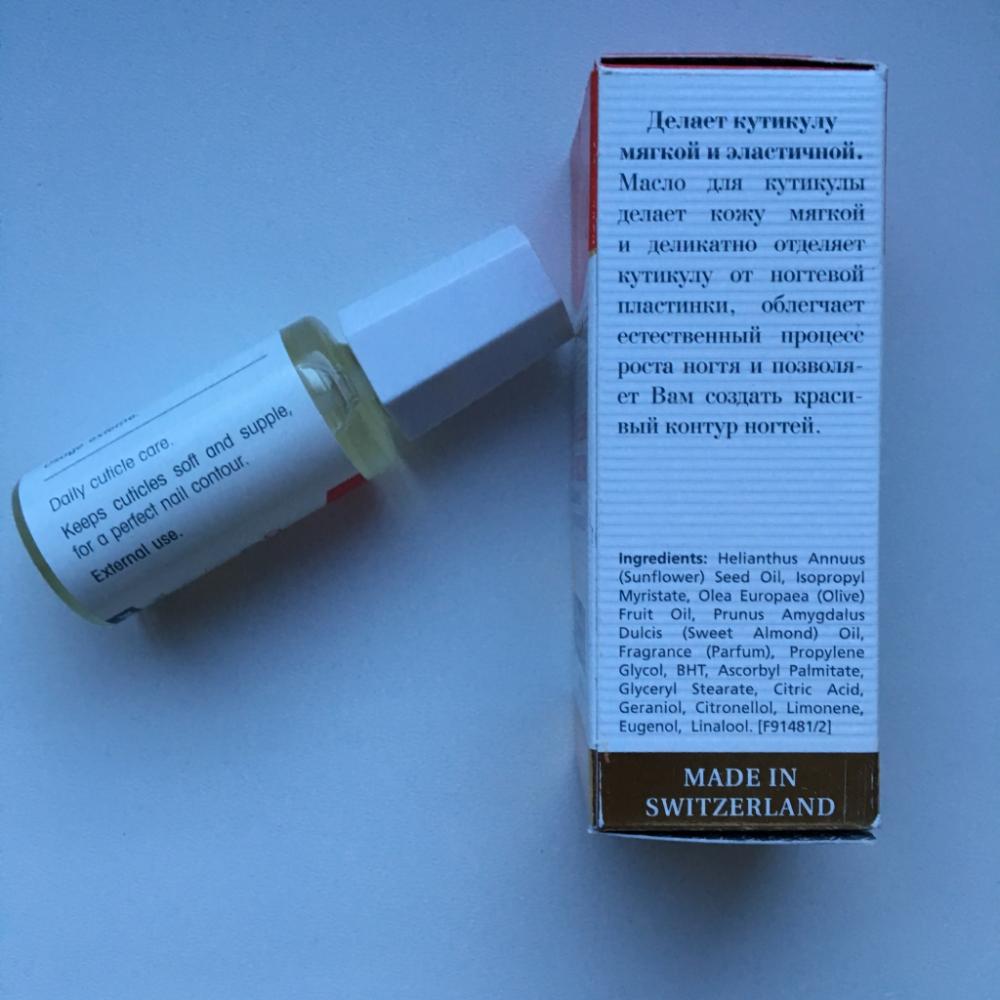 Делает кутикулу
мягкой и эластичной.
Масло для кутикулы
делает кожу мягкой
и деликатно отделяет
кутикулу от ногтевой
пластинки, облегчает
естественный процесс
роста ногтя и позволя-
ет Вам создать краси-
вый контур ногтей.
Ingredients: Helianthus Annuus
(Sunflower) Seed Oil, Isopropyl
Myristate, Olea Europaea (Olive)
Fruit Oil, Prunus Amygdalus
Dulcis (Sweet Almond) Oil,
Fragrance (Parfum), Propylene
Glycol, BHT, Ascorbyl Palmitate,
Glyceryl Stearate, Citric Acid,
Geraniol, Citronellol, Limonene,
Eugenol, Linalool. [F91481/2]
MADE IN
SWITZERLAND
Daily cuticle care.
Keeps cuticles soft and supple,
for a perfect nail contour.
External use.